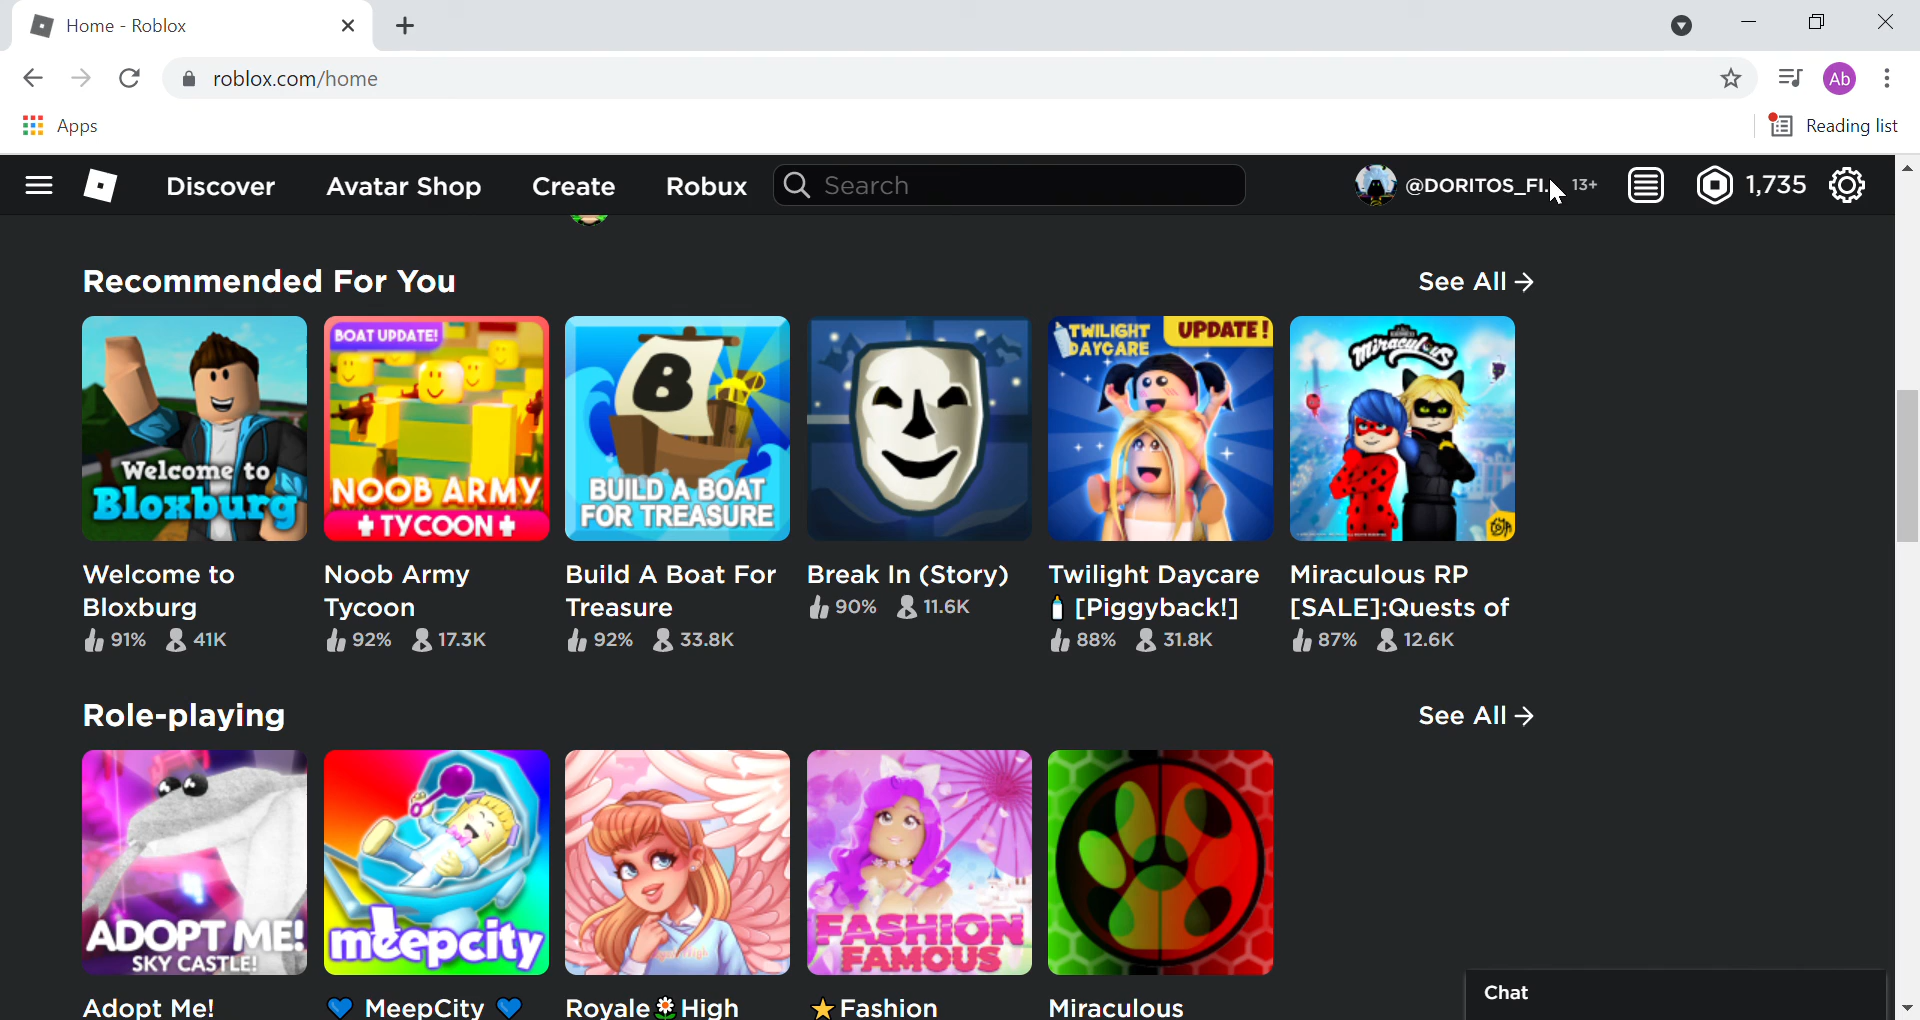 Home - Roblox
roblox.com/home
Ab
Apps
Reading list
Discover
Avatar Shop
Create
Robux
Search
@DORITOS_FI...
13+
1,735
Recommended For You
See All →
Welcome to
Bloxburg
BOAT UPDATE!
NOOB ARMY
TYCOON
B
BUILD A BOAT
FOR TREASURE
TWILIGHT
DAYCARE
UPDATE!
Miraculous
Welcome to
Bloxburg
91% 41K
Noob Army
Tycoon
92% 17.3K
Build A Boat For
Treasure
92% 33.8K
Break In (Story)
90% 11.6K
Twilight Daycare
🍼 [Piggyback!]
88% 31.8K
Miraculous RP
[SALE]:Quests of
87% 12.6K
Role-playing
See All →
ADOPT ME!
SKY CASTLE!
meepcity
FASHION
FAMOUS
Adopt Me!
💙 MeepCity 💙
Royale🌼High
⭐Fashion
Miraculous
Chat